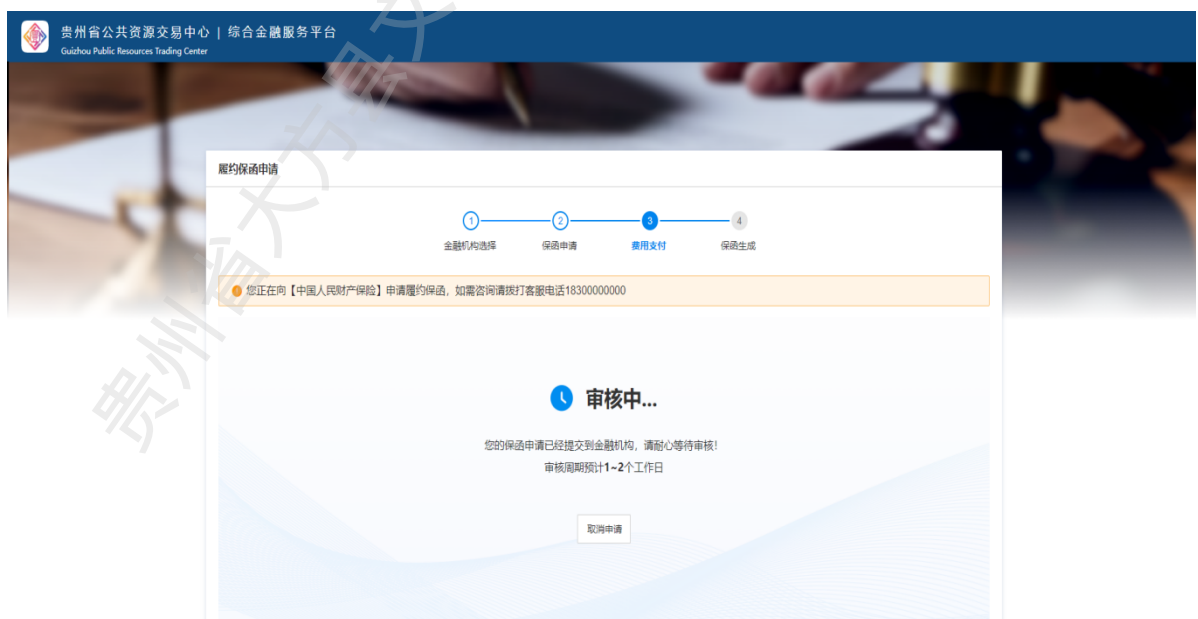 贵州省公共资源交易中心 | 综合金融服务平台
Guizhou Public Resources Trading Center
履约保函申请
1 2 3 4
金融机构选择 保函申请 费用支付 保函生成
您正在向【中国人民财产保险】申请履约保函，如需咨询请拨打客服电话18300000000
审核中...
您的保函申请已经提交到金融机构，请耐心等待审核！
审核周期预计1~2个工作日
取消申请
贵州省大方县交